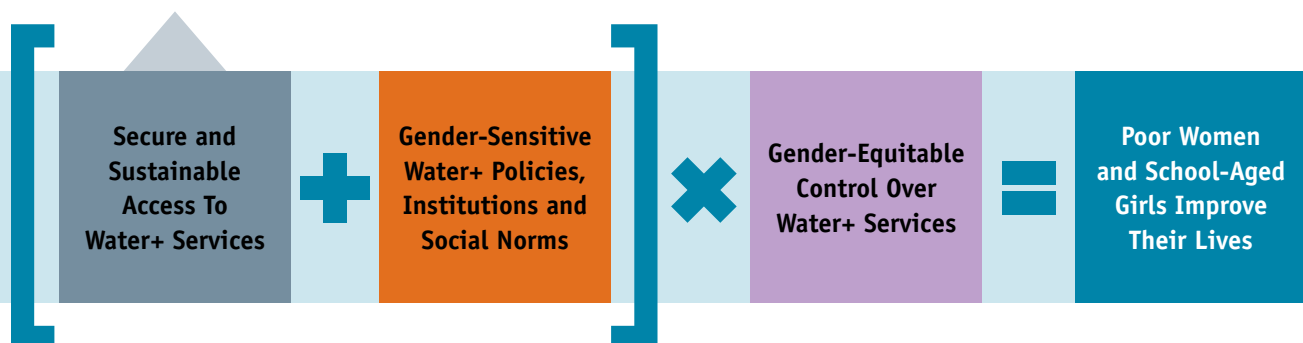 Secure and
Sustainable
Access To
Water+ Services
Gender-Sensitive
Water+ Policies,
Institutions and
Social Norms
Gender-Equitable
Control Over
Water+ Services
Poor Women
and School-Aged
Girls Improve
Their Lives